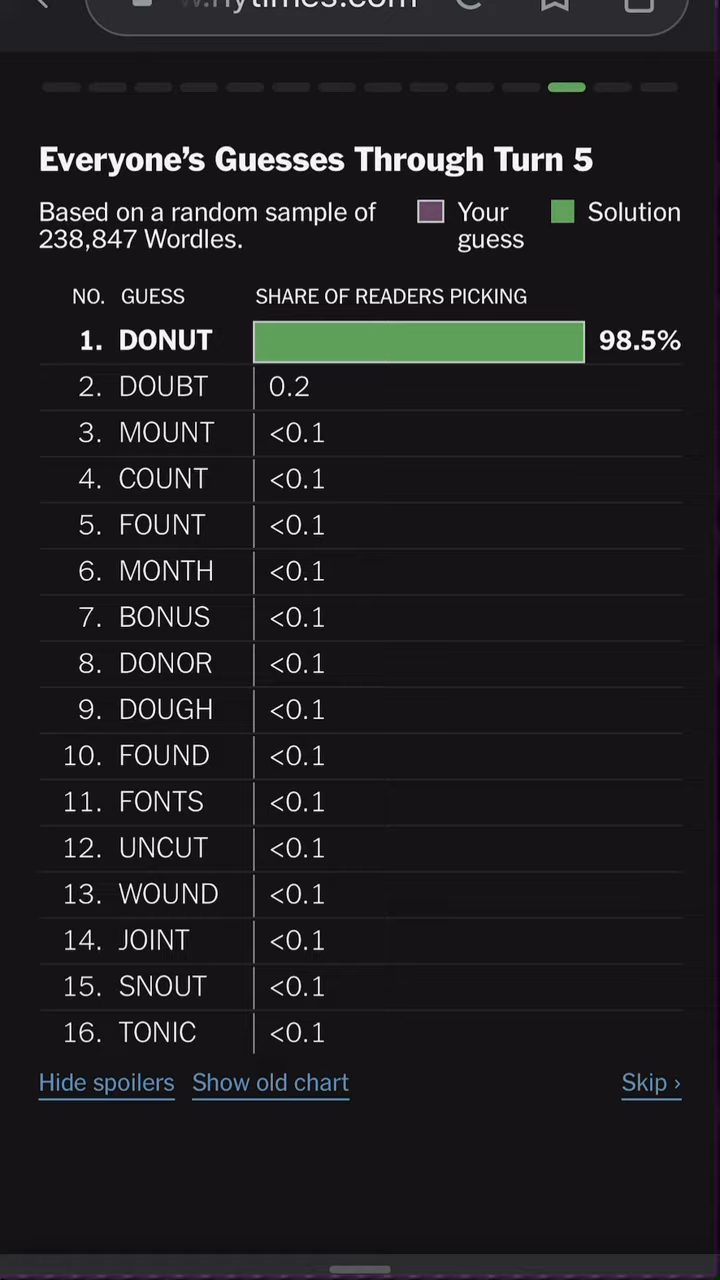 nytimes.com
Everyone's Guesses Through Turn 5
Based on a random sample of
238,847 Wordles.
Your
guess
Solution
NO. GUESS SHARE OF READERS PICKING
1. DONUT 98.5%
2. DOUBT 0.2
3. MOUNT <0.1
4. COUNT <0.1
5. FOUNT <0.1
6. MONTH <0.1
7. BONUS <0.1
8. DONOR <0.1
9. DOUGH <0.1
10. FOUND <0.1
11. FONTS <0.1
12. UNCUT <0.1
13. WOUND <0.1
14. JOINT <0.1
15. SNOUT <0.1
16. TONIC <0.1
Hide spoilers Show old chart Skip ›